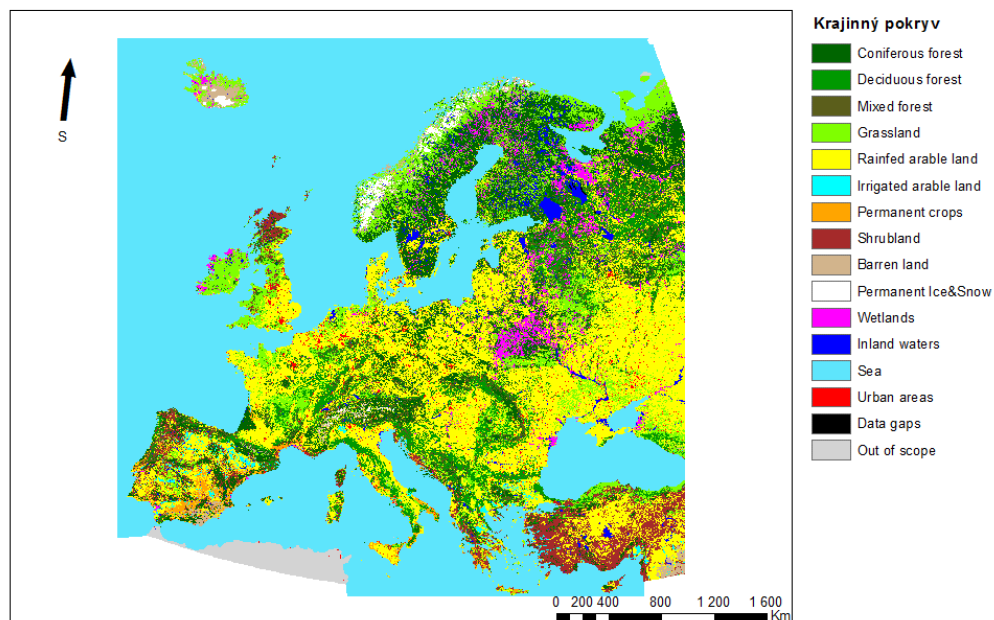 Krajinný pokryv
Coniferous forest
Deciduous forest
Mixed forest
Grassland
Rainfed arable land
Irrigated arable land
Permanent crops
Shrubland
Barren land
Permanent Ice&Snow
Wetlands
Inland waters
Sea
Urban areas
Data gaps
Out of scope
S
0 200 400 800 1 200 1 600
Km